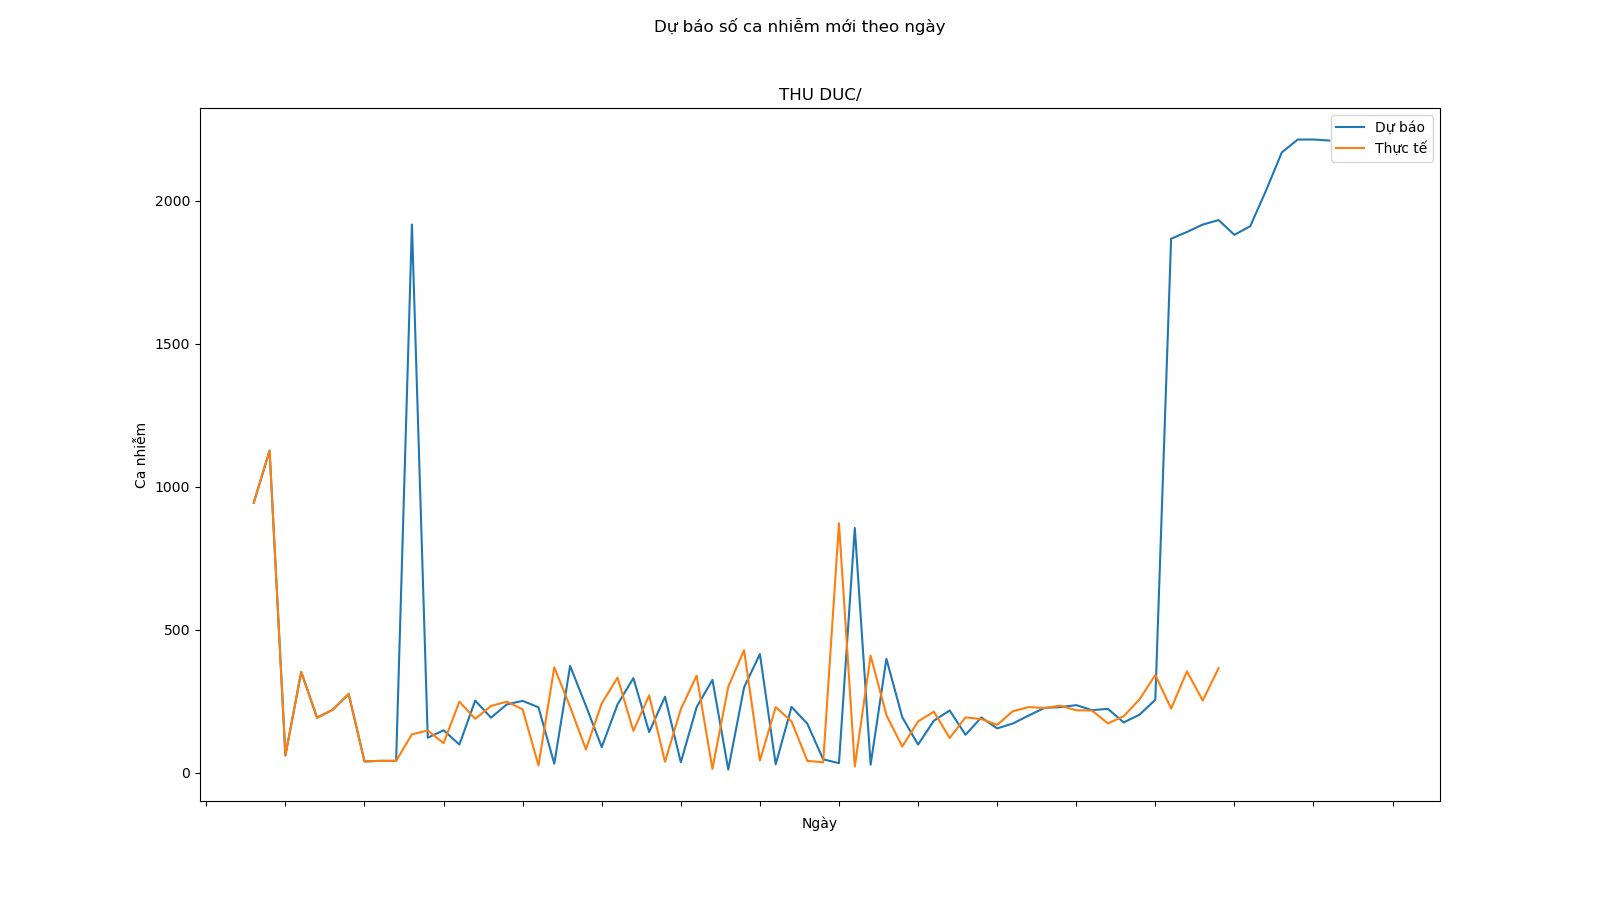 Dự báo số ca nhiễm mới theo ngày
THU DUC/
Dự báo
Thực tế
2000
1500
1000
500
0
Ca nhiễm
Ngày